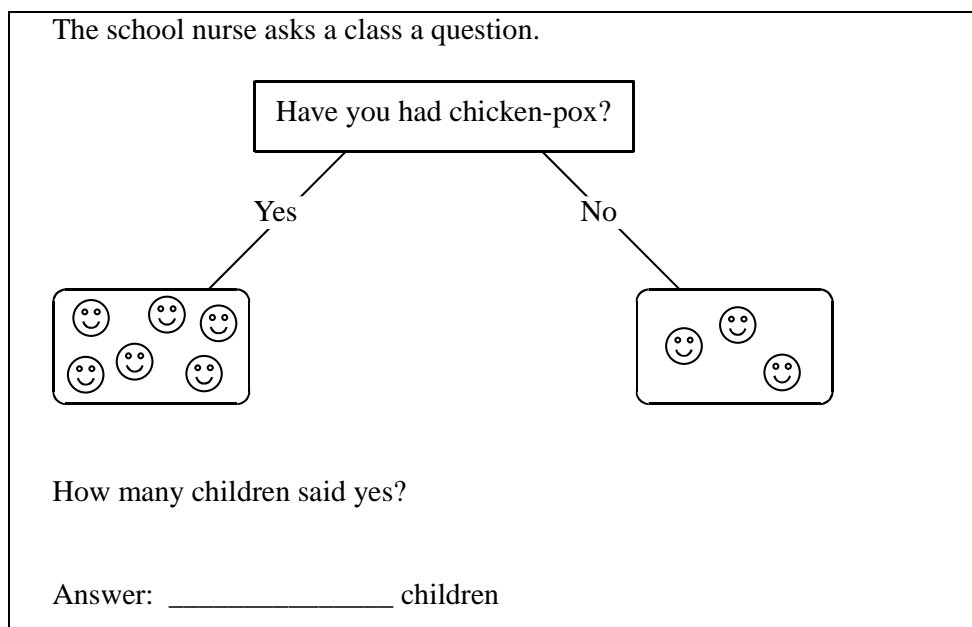 The school nurse asks a class a question.
Have you had chicken-pox?
Yes
No
How many children said yes?
Answer: _______________ children